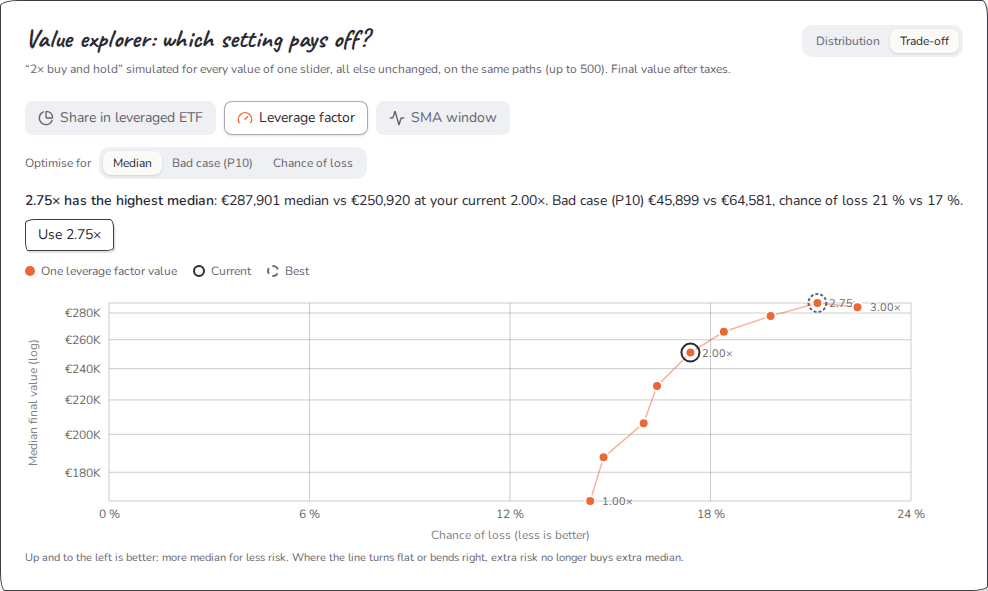 Value explorer: which setting pays off?
Distribution
Trade-off
“2× buy and hold” simulated for every value of one slider, all else unchanged, on the same paths (up to 500). Final value after taxes.
Share in leveraged ETF
Leverage factor
SMA window
Optimise for
Median
Bad case (P10)
Chance of loss
2.75× has the highest median: €287,901 median vs €250,920 at your current 2.00×. Bad case (P10) €45,899 vs €64,581, chance of loss 21 % vs 17 %.
Use 2.75×
One leverage factor value
Current
Best
Median final value (log)
€280K
€260K
€240K
€220K
€200K
€180K
2.75
3.00×
2.00×
1.00×
0 %
6 %
12 %
18 %
24 %
Chance of loss (less is better)
Up and to the left is better: more median for less risk. Where the line turns flat or bends right, extra risk no longer buys extra median.